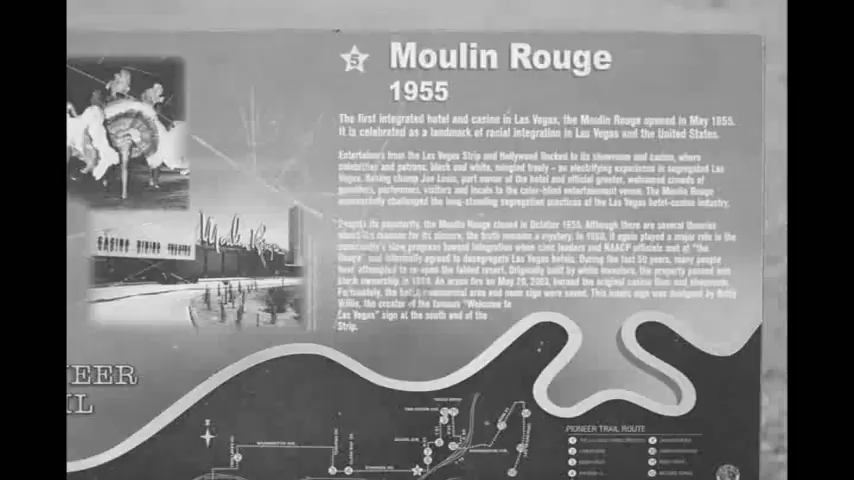 5
Moulin Rouge
1955
The first integrated hotel and casino in Las Vegas, the Moulin Rouge opened in May 1955.
It is celebrated as a landmark of racial integration in Las Vegas and the United States.
Entertainers from the Las Vegas Strip and Hollywood flocked to its showroom and casino, where
celebrities and patrons, black and white, mingled freely – an electrifying experience in segregated Las
Vegas. Boxing champ Joe Louis, part owner of the hotel and official greeter, welcomed crowds of
gamblers, performers, visitors and locals to the color-blind entertainment venue. The Moulin Rouge
successfully challenged the long-standing segregation practices of the Las Vegas hotel-casino industry.
Despite its popularity, the Moulin Rouge closed in October 1955. Although there are several theories
about the reasons for its closure, the truth remains a mystery. In 1960, it again played a major role in the
community's slow progress toward integration when civic leaders and NAACP officials met at "the
Rouge" and informally agreed to desegregate Las Vegas hotels. During the last 50 years, many people
have attempted to re-open the fabled resort. Originally built by white investors, the property passed into
black ownership in. An arson fire on May 29, 2003, burned the original casino floor and showroom.
Fortunately, the hotel's ceremonial area and neon sign were saved. This iconic sign was designed by Betty
Willis, the creator of the famous "Welcome to
Las Vegas" sign at the south end of the
Strip.
CASINO DINING THEATRE
Moulin Rouge
EER
IL
N
PIONEER TRAIL ROUTE
WASHINGTON AVE.